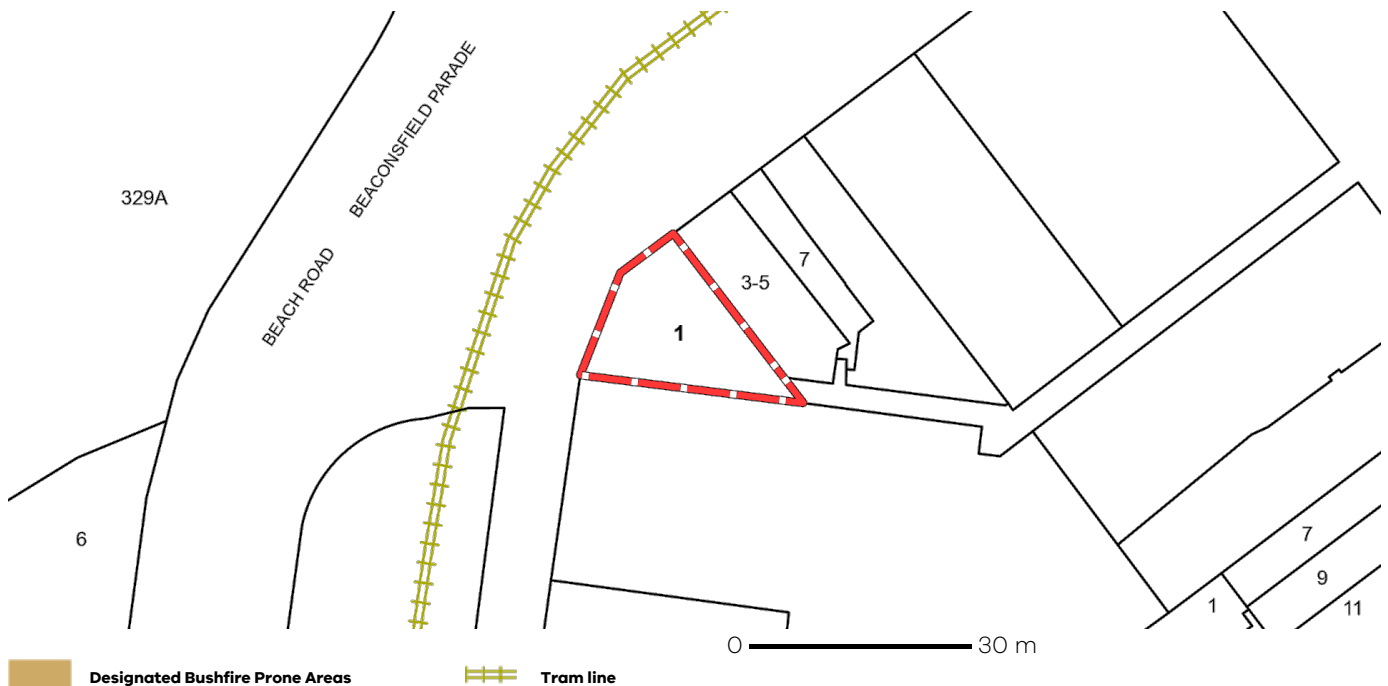 BEACONSFIELD PARADE
329A
BEACH ROAD
7
3-5
1
6
7
9
1
11
0 30 m
Designated Bushfire Prone Areas
Tram line